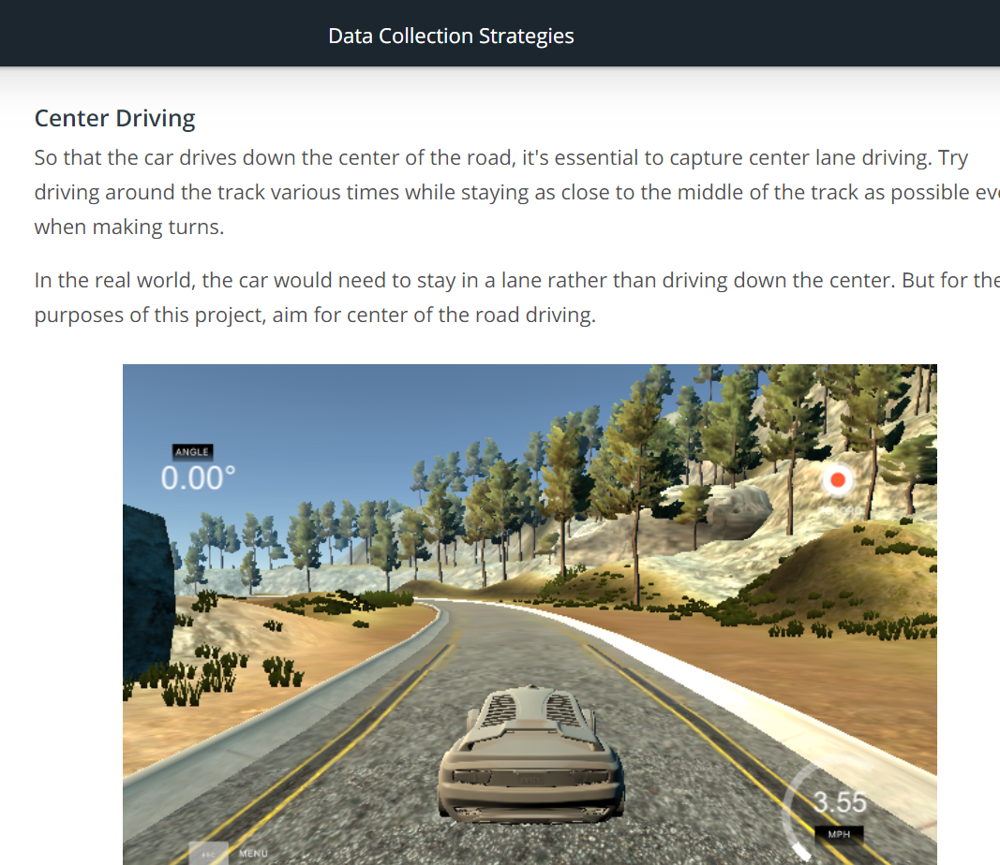 Data Collection Strategies
Center Driving
So that the car drives down the center of the road, it's essential to capture center lane driving. Try
driving around the track various times while staying as close to the middle of the track as possible
when making turns.
In the real world, the car would need to stay in a lane rather than driving down the center. But for the
purposes of this project, aim for center of the road driving.
ANGLE
0.00°
3.55
MPH
ESC MENU